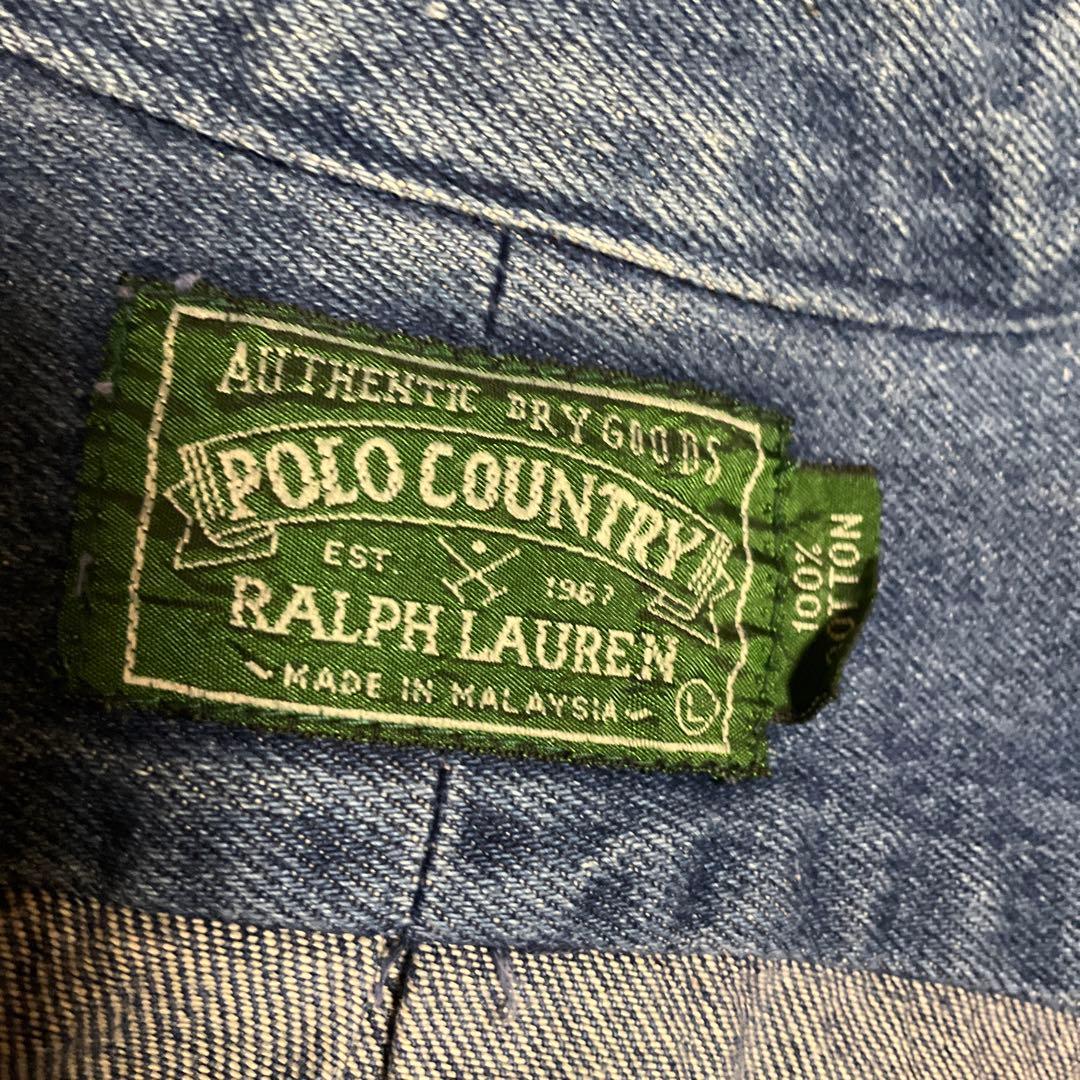 AUTHENTIC DRY GOODS
POLO COUNTRY
EST. 1967
RALPH LAUREN
MADE IN MALAYSIA
L
100%
COTTON